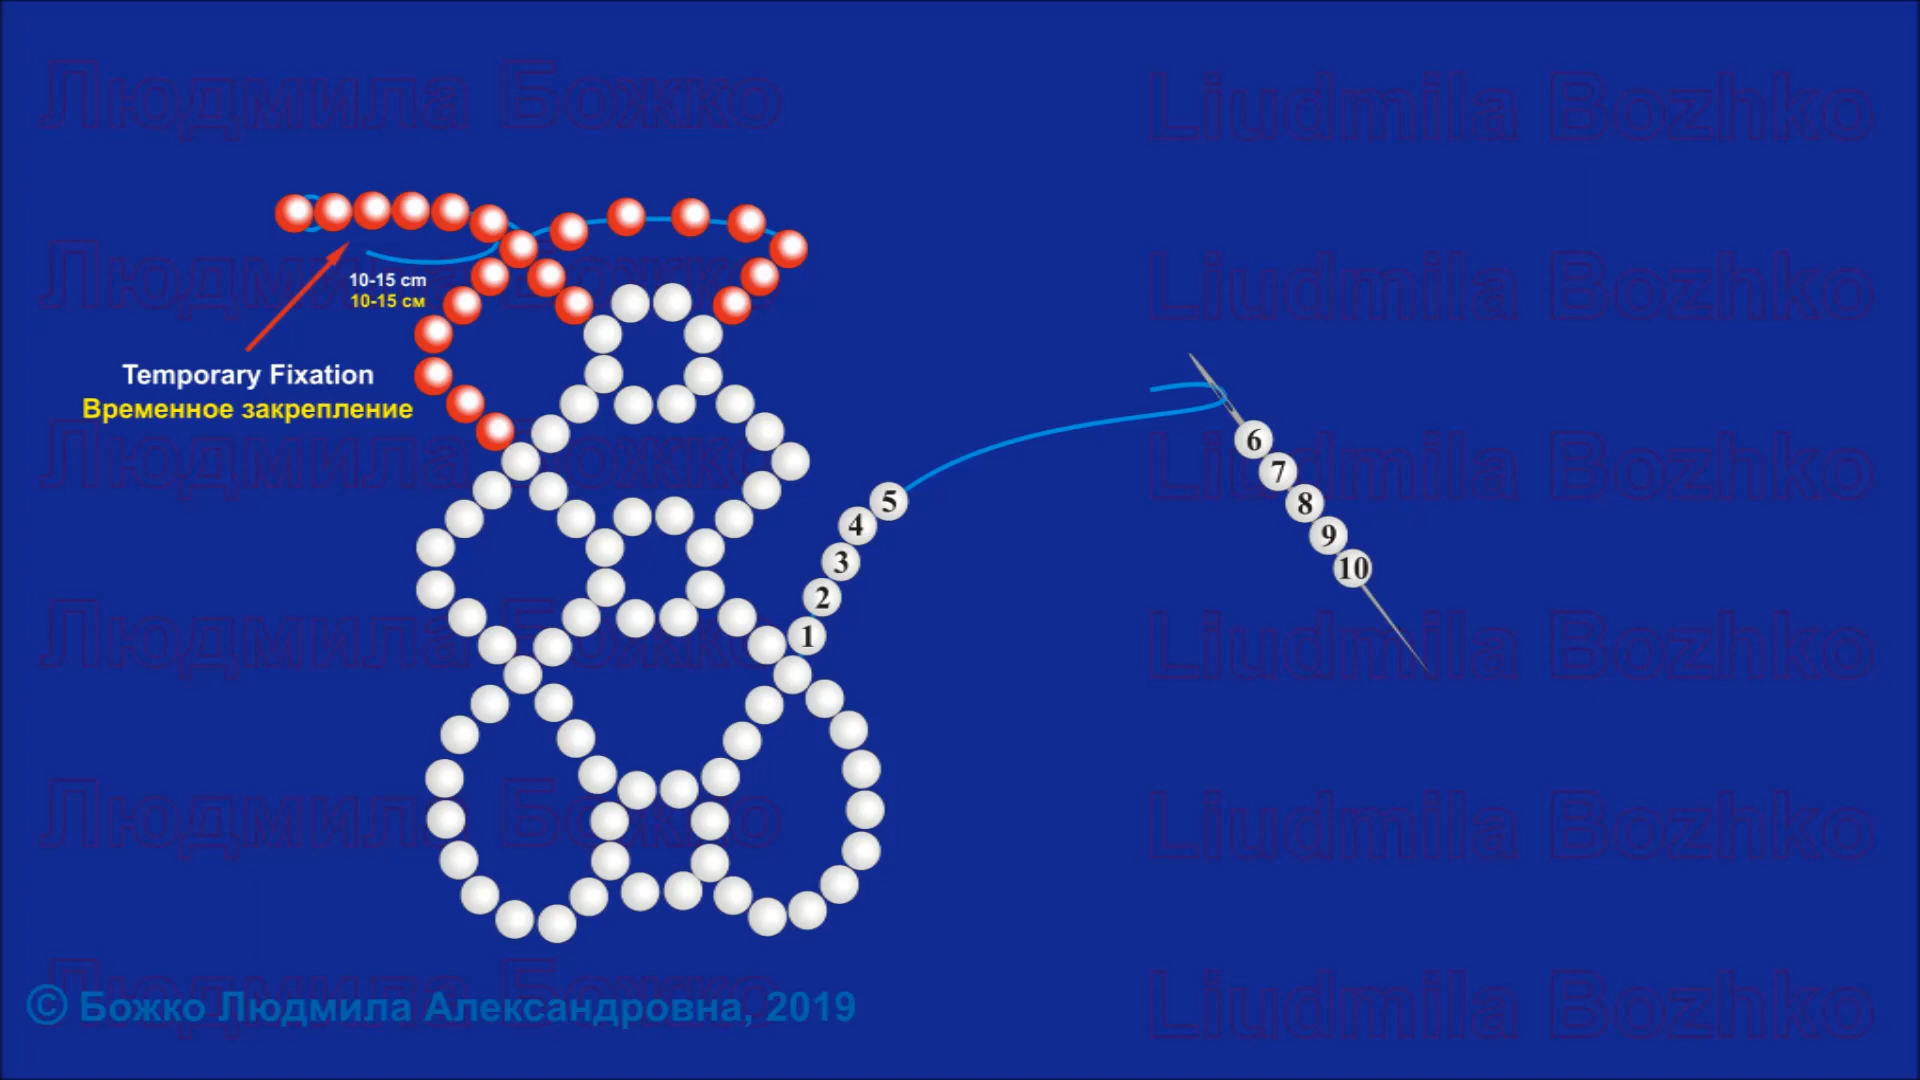 Людмила Божко Liudmila Bozhko
Людмила Божко Liudmila Bozhko
10-15 cm
10-15 см
Temporary Fixation
Временное закрепление
Людмила Божко Liudmila Bozhko
6
7
5
8
4
9
3
10
2
1
Людмила Божко Liudmila Bozhko
Людмила Божко Liudmila Bozhko
Людмила Божко Liudmila Bozhko
© Божко Людмила Александровна, 2019